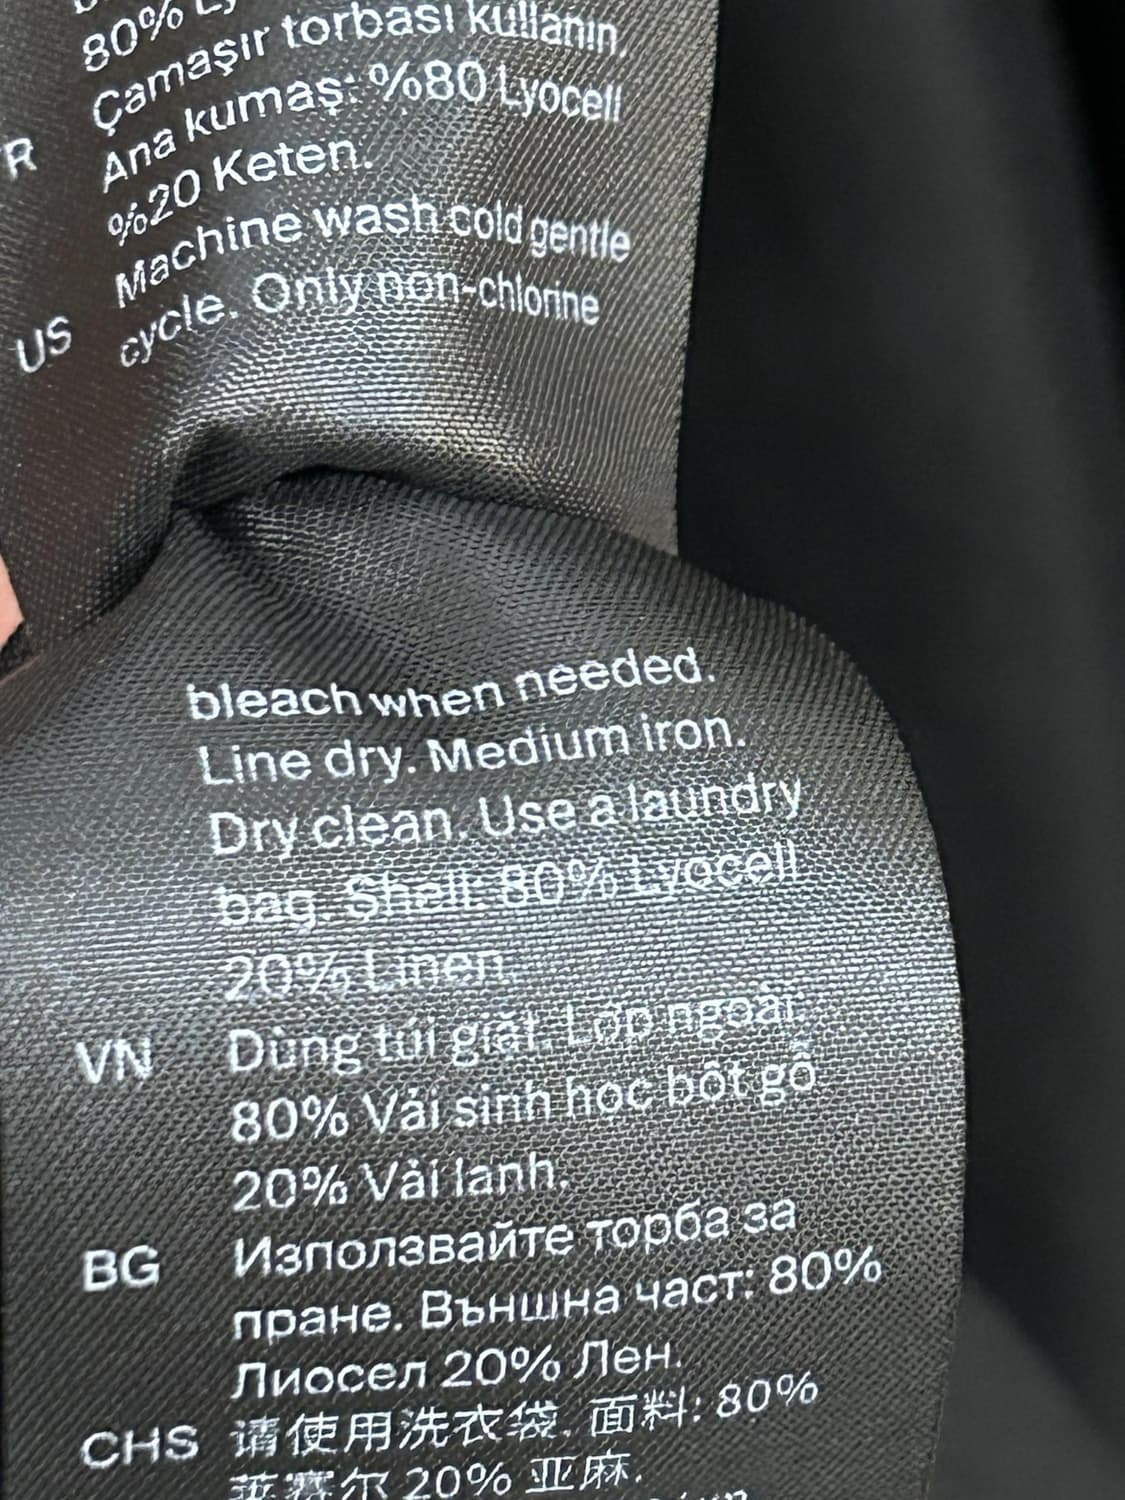 80%
Çamaşır torbası kullanın.
Ana kumaş: %80 Lyocell
%20 Keten.
US Machine wash cold gentle
cycle. Only non-chlorine
bleach when needed.
Line dry. Medium iron.
Dry clean. Use a laundry
bag. Shell: 80% Lyocell
20% Linen.
VN Dùng túi giặt. Lớp ngoài:
80% Vải sinh học bột gỗ
20% Vải lanh.
BG Използвайте торба за
пране. Външна част: 80%
Лиосел 20% Лен.
CHS 请使用洗衣袋. 面料: 80%
莱赛尔 20% 亚麻.